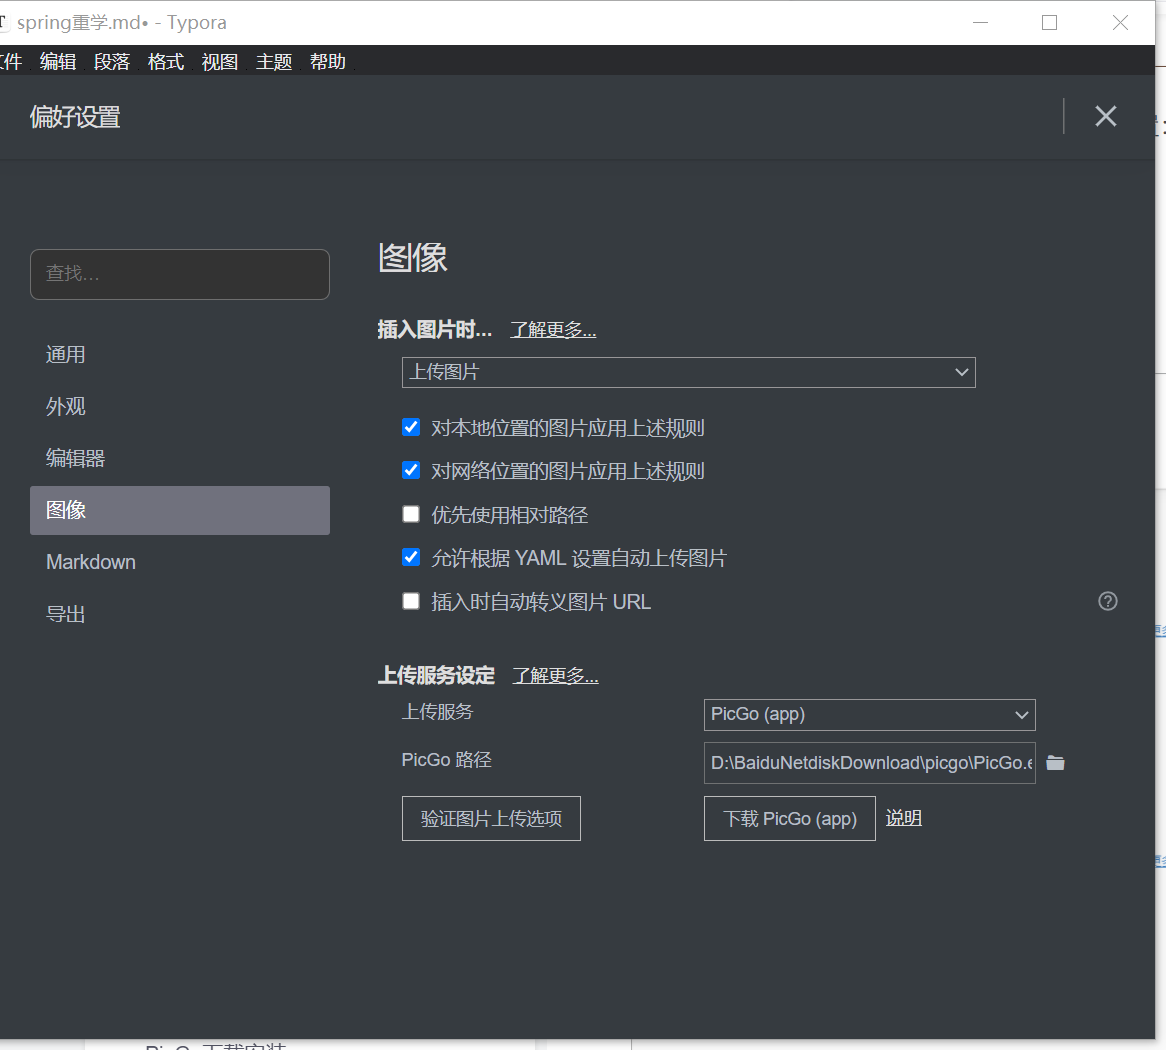 spring重学.md• - Typora
文件 编辑 段落 格式 视图 主题 帮助
偏好设置
查找...
通用
外观
编辑器
图像
Markdown
导出
图像
插入图片时... 了解更多...
上传图片
对本地位置的图片应用上述规则
对网络位置的图片应用上述规则
优先使用相对路径
允许根据 YAML 设置自动上传图片
插入时自动转义图片 URL
上传服务设定 了解更多...
上传服务 PicGo (app)
PicGo 路径 D:\BaiduNetdiskDownload\picgo\PicGo.e
验证图片上传选项 下载 PicGo (app) 说明